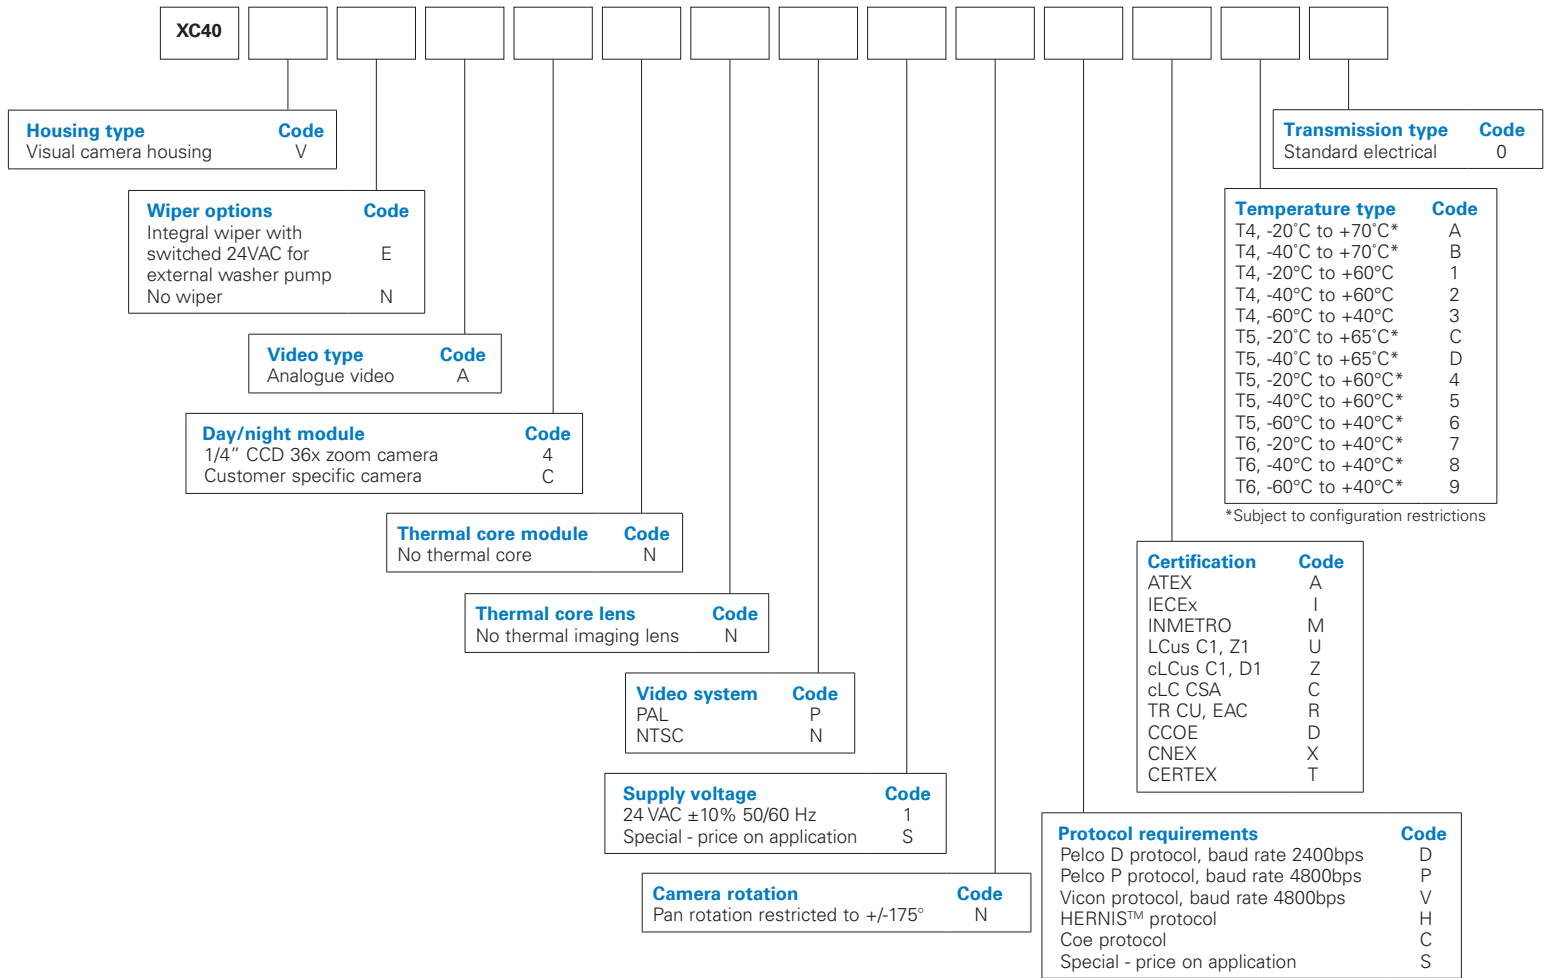 XC40
Housing type Code
Visual camera housing V
Wiper options Code
Integral wiper with
switched 24VAC for E
external washer pump
No wiper N
Video type Code
Analogue video A
Day/night module Code
1/4” CCD 36x zoom camera 4
Customer specific camera C
Thermal core module Code
No thermal core N
Thermal core lens Code
No thermal imaging lens N
Video system Code
PAL P
NTSC N
Supply voltage Code
24 VAC ±10% 50/60 Hz 1
Special - price on application S
Camera rotation Code
Pan rotation restricted to +/-175° N
Protocol requirements Code
Pelco D protocol, baud rate 2400bps D
Pelco P protocol, baud rate 4800bps P
Vicon protocol, baud rate 4800bps V
HERNIS™ protocol H
Coe protocol C
Special - price on application S
Certification Code
ATEX A
IECEx I
INMETRO M
LCus C1, Z1 U
cLCus C1, D1 Z
cLC CSA C
TR CU, EAC R
CCOE D
CNEX X
CERTEX T
Temperature type Code
T4, -20˚C to +70˚C* A
T4, -40˚C to +70˚C* B
T4, -20°C to +60°C 1
T4, -40°C to +60°C 2
T4, -60°C to +40°C 3
T5, -20˚C to +65˚C* C
T5, -40˚C to +65˚C* D
T5, -20°C to +60°C* 4
T5, -40°C to +60°C* 5
T5, -60°C to +40°C* 6
T6, -20°C to +40°C* 7
T6, -40°C to +40°C* 8
T6, -60°C to +40°C* 9
*Subject to configuration restrictions
Transmission type Code
Standard electrical 0